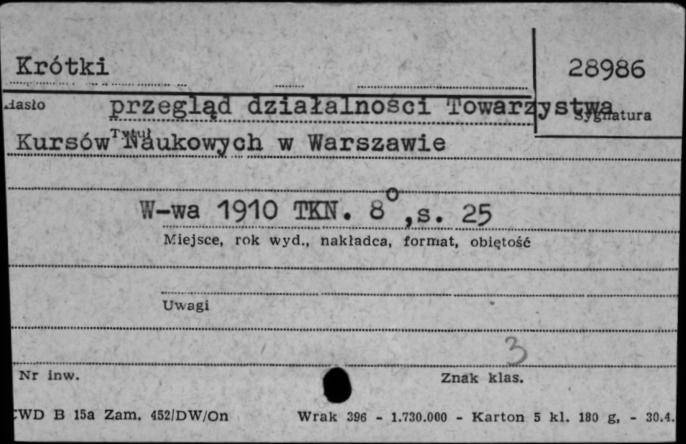 Krótki
28986
Hasło
przegląd działalności Towarzystwa
Sygnatura
Tytuł
Kursów Naukowych w Warszawie
W-wa 1910 TKN. 8°, s. 25
Miejsce, rok wyd., nakładca, format, objętość
Uwagi
3
Nr inw.
Znak klas.
CWD B 15a Zam. 452/DW/On
Wrak 396 - 1.730.000 - Karton 5 kl. 180 g, - 30.4.